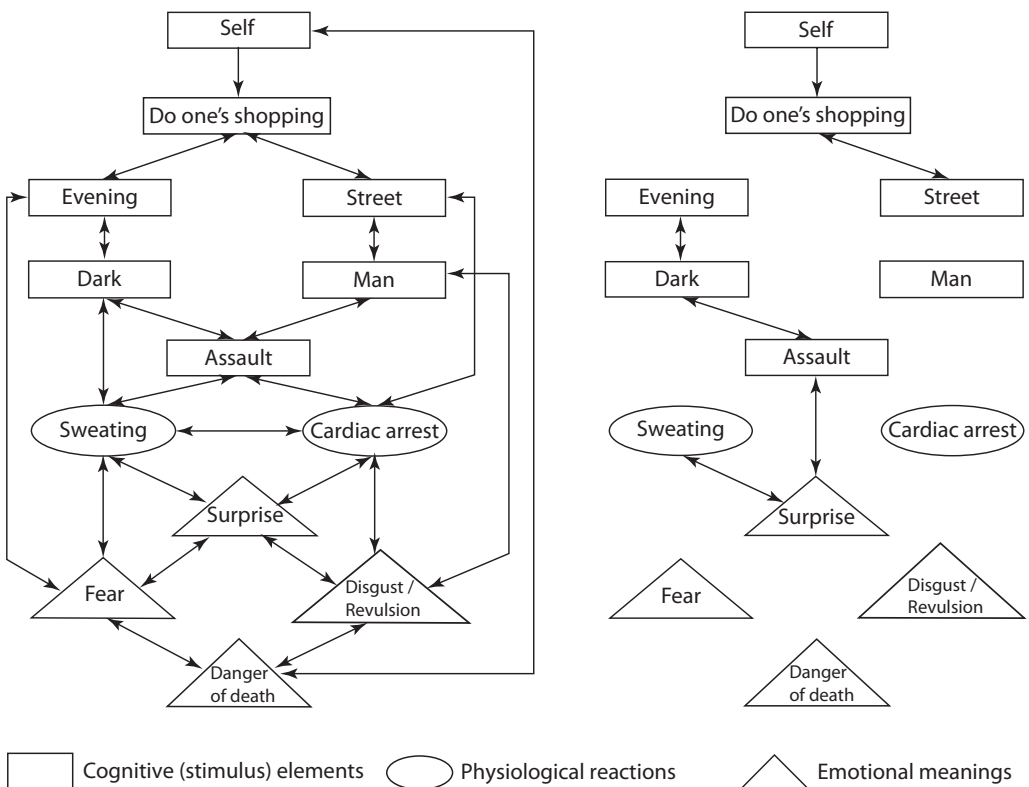 Self
Do one's shopping
Evening
Street
Dark
Man
Assault
Sweating
Cardiac arrest
Surprise
Fear
Disgust /
Revulsion
Danger
of death
Self
Do one's shopping
Evening
Street
Dark
Man
Assault
Sweating
Cardiac arrest
Surprise
Fear
Disgust /
Revulsion
Danger
of death
Cognitive (stimulus) elements
Physiological reactions
Emotional meanings